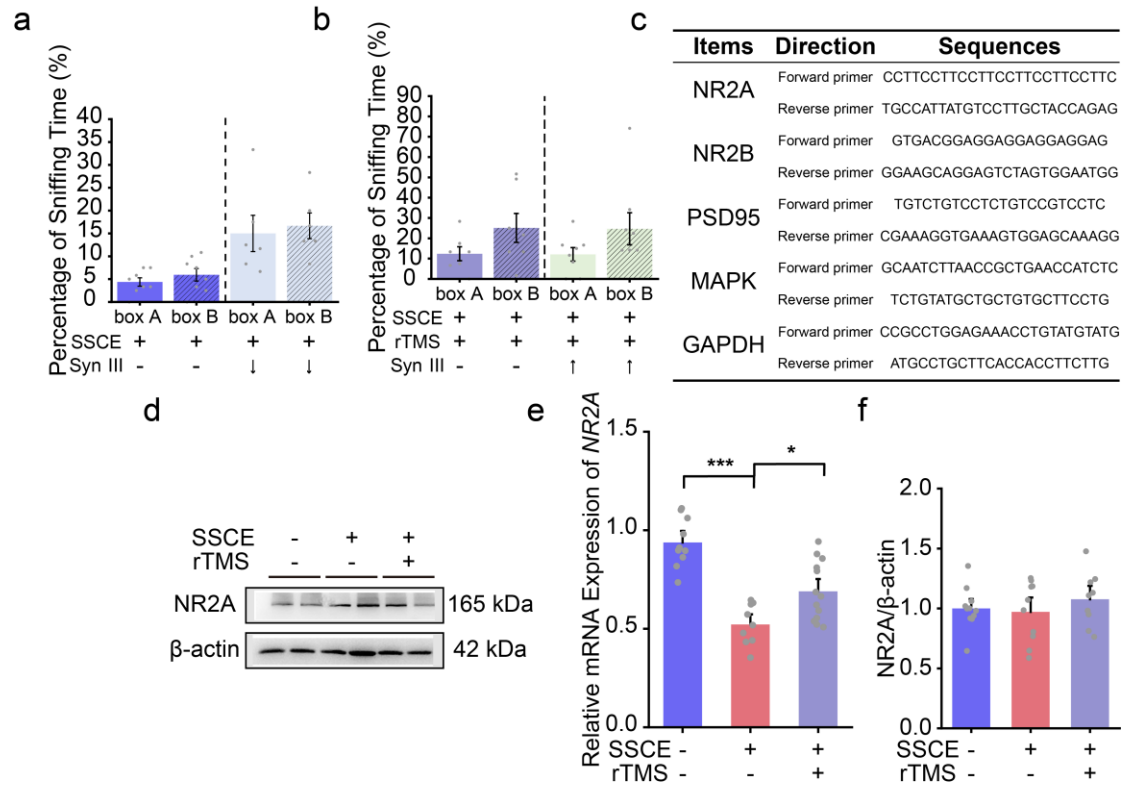 a
Percentage of Sniffing Time (%)
40
35
30
25
20
15
10
5
0
box A box B box A box B
SSCE + + + +
Syn III - - ↓ ↓
b
Percentage of Sniffing Time (%)
90
80
70
60
50
40
30
20
10
0
box A box B box A box B
SSCE + + + +
rTMS + + + +
Syn III - - ↑ ↑
c
Items Direction Sequences
NR2A
Forward primer CCTTCCTTCCTTCCTTCCTTCCTTC
Reverse primer TGCCATTATGTCCTTGCTACCAGAG
NR2B
Forward primer GTGACGGAGGAGGAGGAGGAG
Reverse primer GGAAGCAGGAGTCTAGTGGAATGG
PSD95
Forward primer TGTCTGTCCTCTGTCCGTCCTC
Reverse primer CGAAAGGTGAAAGTGGAGCAAAGG
MAPK
Forward primer GCAATCTTAACCGCTGAACCATCTC
Reverse primer TCTGTATGCTGCTGTGCTTCCTG
GAPDH
Forward primer CCGCCTGGAGAAACCTGTATGTATG
Reverse primer ATGCCTGCTTCACCACCTTCTTG
d
SSCE - + +
rTMS - - +
NR2A 165 kDa
β-actin 42 kDa
e
Relative mRNA Expression of NR2A
1.5
1.0
0.5
0.0
*** *
SSCE - + +
rTMS - - +
f
NR2A/β-actin
2.0
1.5
1.0
0.5
0.0
SSCE - + +
rTMS - - +